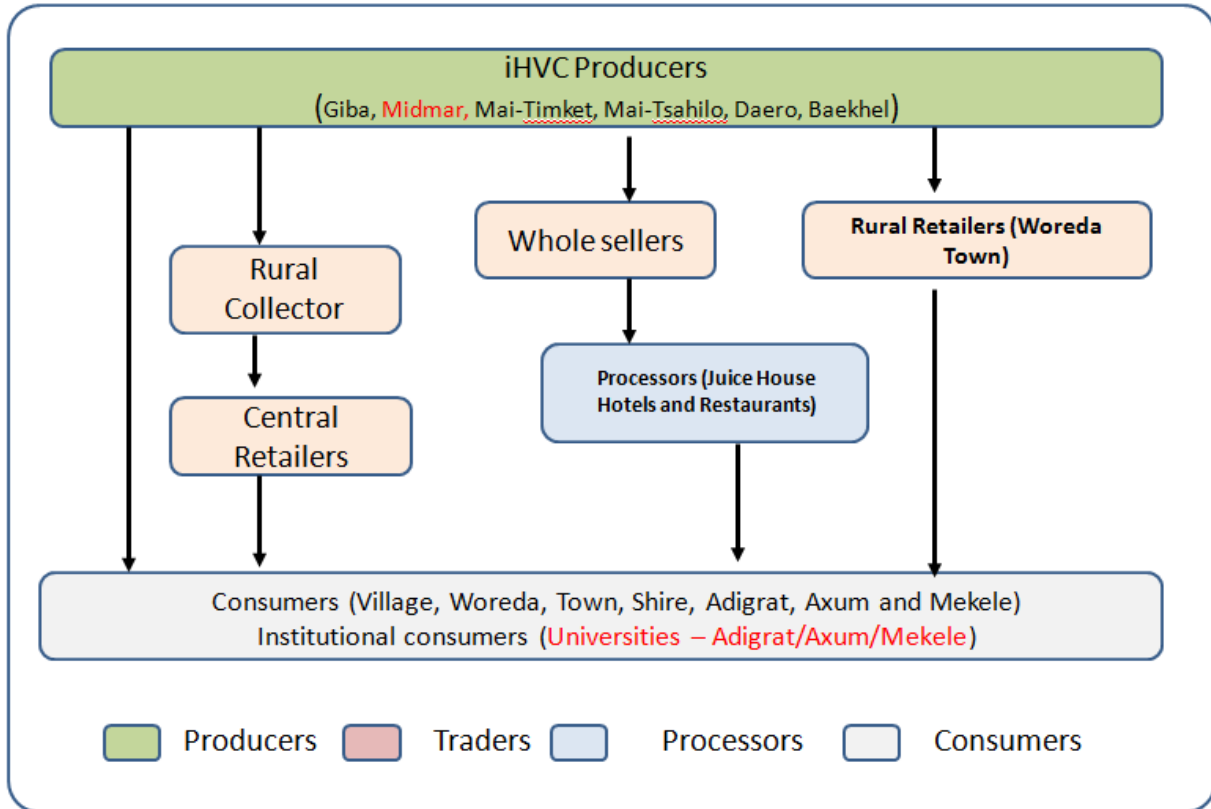 iHVC Producers
(Giba, Midmar, Mai-Timket, Mai-Tsahilo, Daero, Baekhel)
Rural
Collector
Central
Retailers
Whole sellers
Processors (Juice House
Hotels and Restaurants)
Rural Retailers (Woreda
Town)
Consumers (Village, Woreda, Town, Shire, Adigrat, Axum and Mekele)
Institutional consumers (Universities – Adigrat/Axum/Mekele)
Producers
Traders
Processors
Consumers